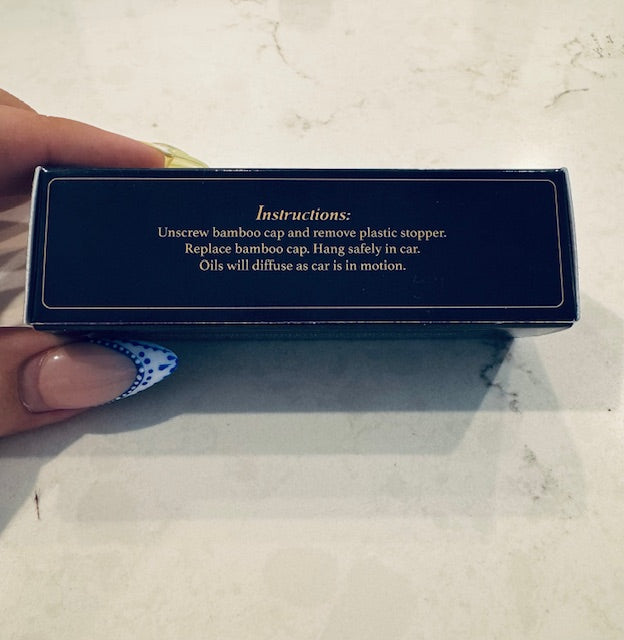 Instructions:
Unscrew bamboo cap and remove plastic stopper.
Replace bamboo cap. Hang safely in car.
Oils will diffuse as car is in motion.